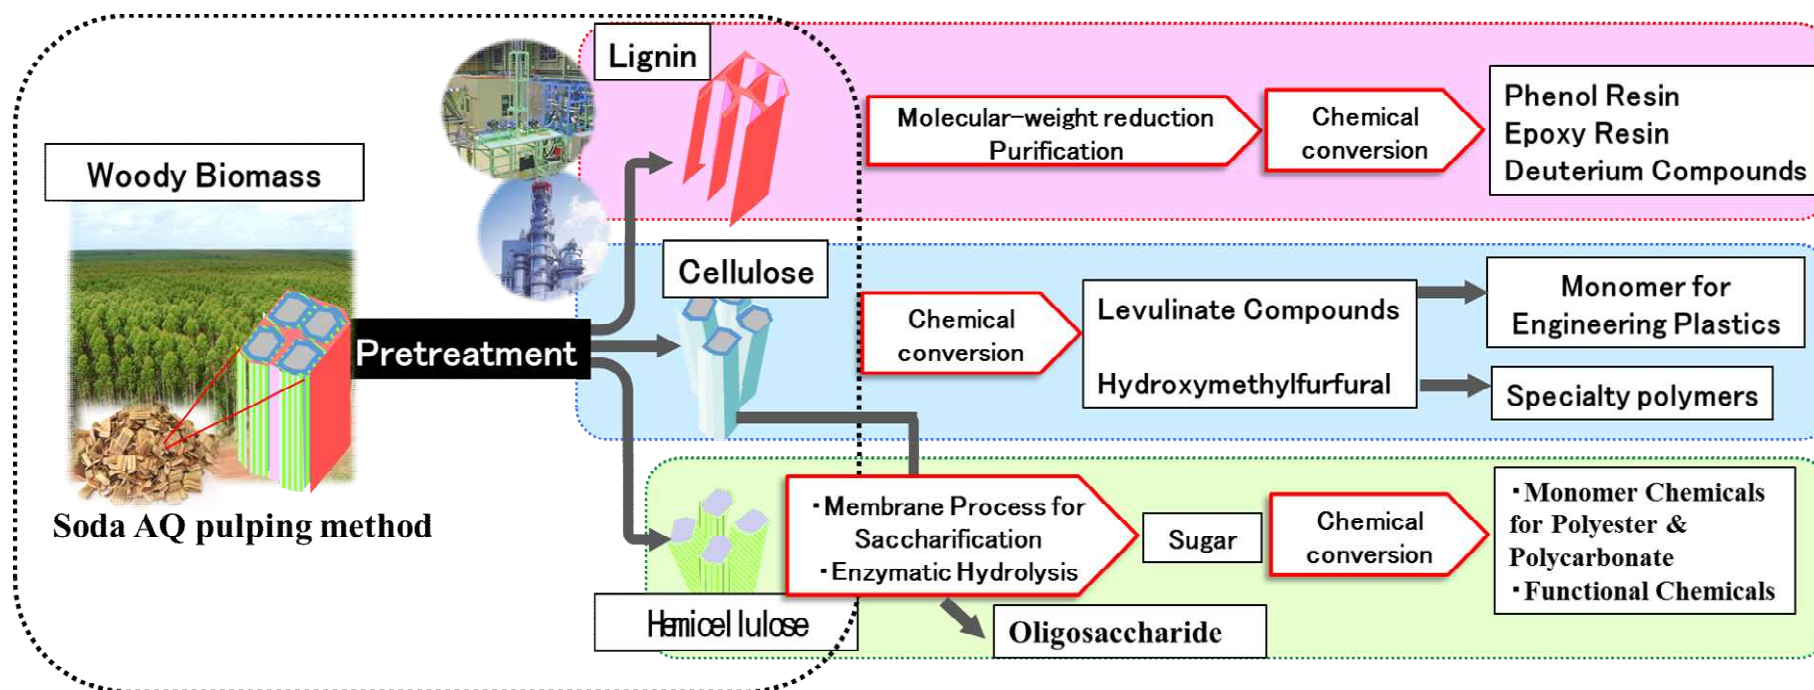 Lignin
Molecular-weight reduction
Purification
Chemical
conversion
Phenol Resin
Epoxy Resin
Deuterium Compounds
Woody Biomass
Pretreatment
Soda AQ pulping method
Cellulose
Chemical
conversion
Levulinate Compounds
Hydroxymethylfurfural
Monomer for
Engineering Plastics
Specialty polymers
・Membrane Process for
Saccharification
・Enzymatic Hydrolysis
Sugar
Chemical
conversion
・Monomer Chemicals
for Polyester &
Polycarbonate
・Functional Chemicals
Hemicellulose
Oligosaccharide